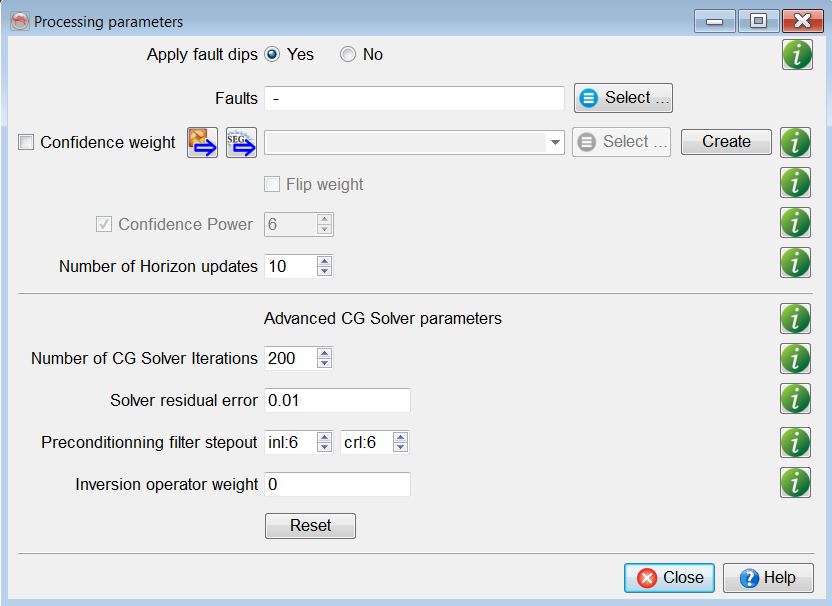 Processing parameters
Apply fault dips Yes No
Faults - Select ...
Confidence weight SEG Select ... Create
Flip weight
Confidence Power 6
Number of Horizon updates 10
Advanced CG Solver parameters
Number of CG Solver Iterations 200
Solver residual error 0.01
Preconditionning filter stepout inl:6 crl:6
Inversion operator weight 0
Reset
Close Help